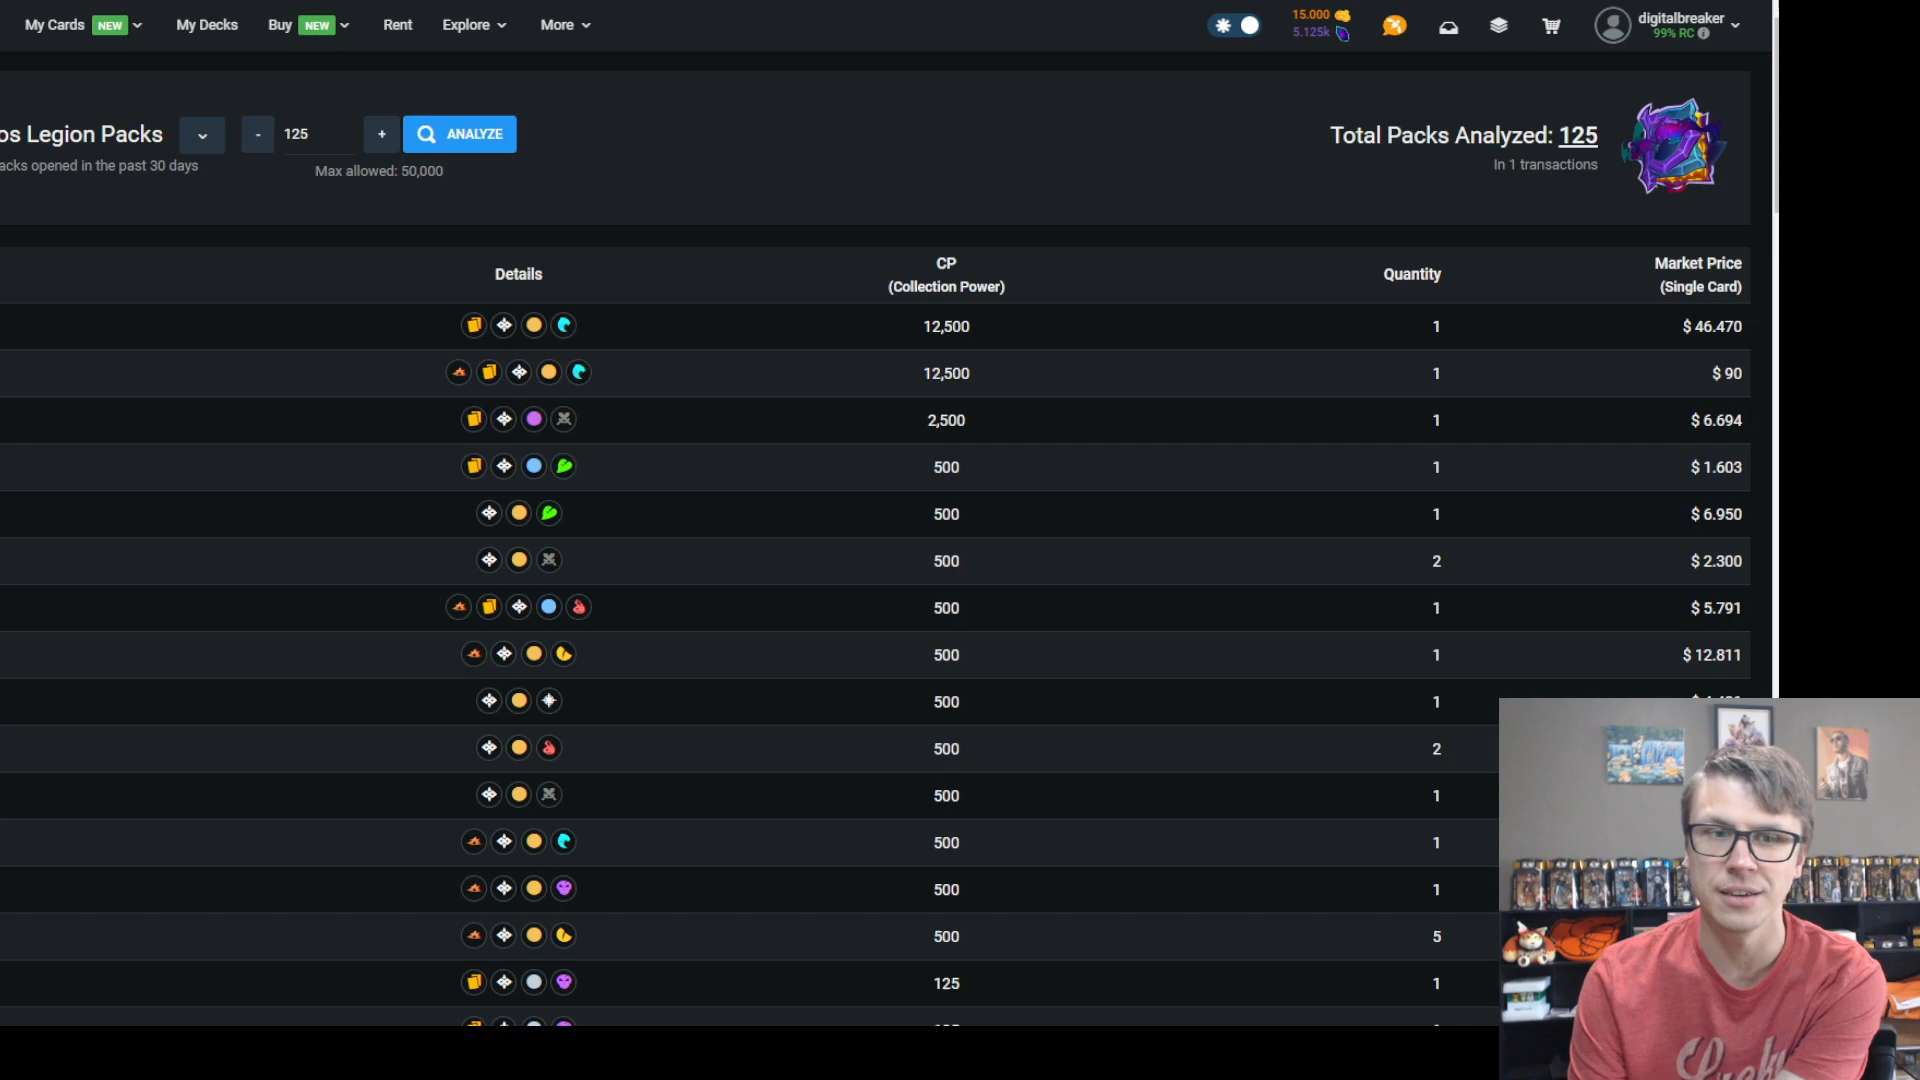 My Cards NEW My Decks Buy NEW Rent Explore More 15.000 digitalbreaker
5.125k 99% RC
os Legion Packs - 125 + ANALYZE Total Packs Analyzed: 125
acks opened in the past 30 days Max allowed: 50,000 In 1 transactions
Details CP Quantity Market Price
(Collection Power) (Single Card)
12,500 1 $ 46.470
12,500 1 $ 90
2,500 1 $ 6.694
500 1 $ 1.603
500 1 $ 6.950
500 2 $ 2.300
500 1 $ 5.791
500 1 $ 12.811
500 1
500 2
500 1
500 1
500 1
500 5
125 1